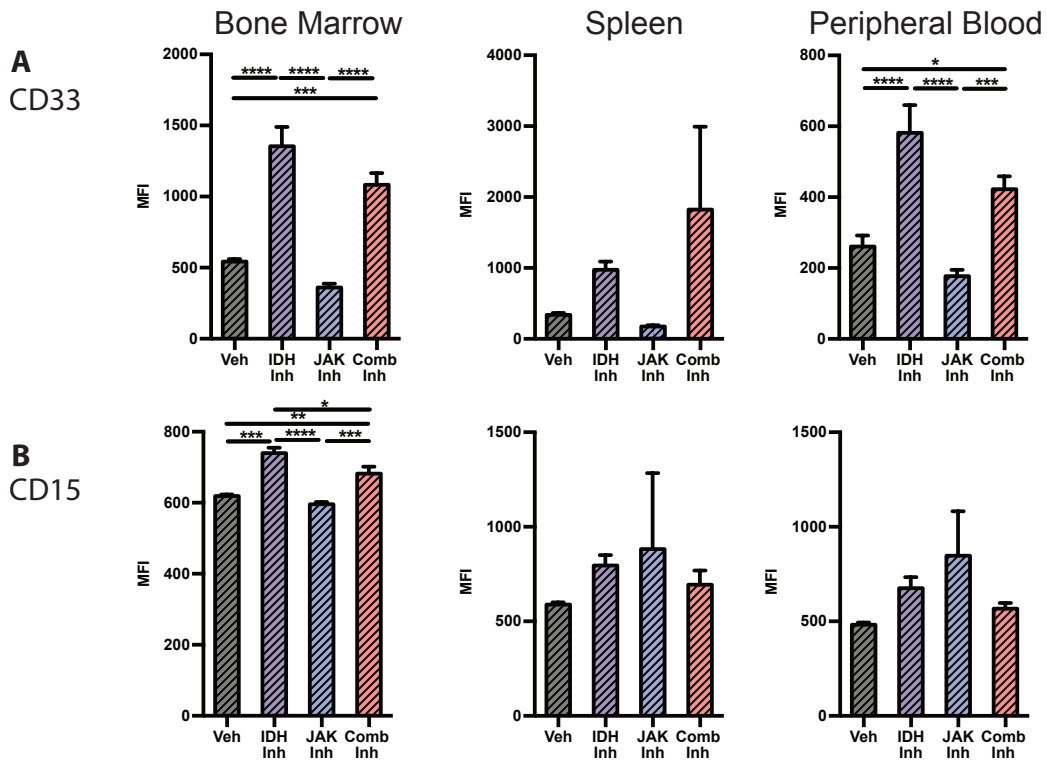 Bone Marrow Spleen Peripheral Blood
A
CD33
2000
1500
1000
500
0
MFI
**** **** ****
***
Veh IDH JAK Comb
Inh Inh Inh
4000
3000
2000
1000
0
MFI
Veh IDH JAK Comb
Inh Inh Inh
800
600
400
200
0
MFI
*
**** **** ***
Veh IDH JAK Comb
Inh Inh Inh
B
CD15
800
600
400
200
0
MFI
*
**
*** **** ***
Veh IDH JAK Comb
Inh Inh Inh
1500
1000
500
0
MFI
Veh IDH JAK Comb
Inh Inh Inh
1500
1000
500
0
MFI
Veh IDH JAK Comb
Inh Inh Inh